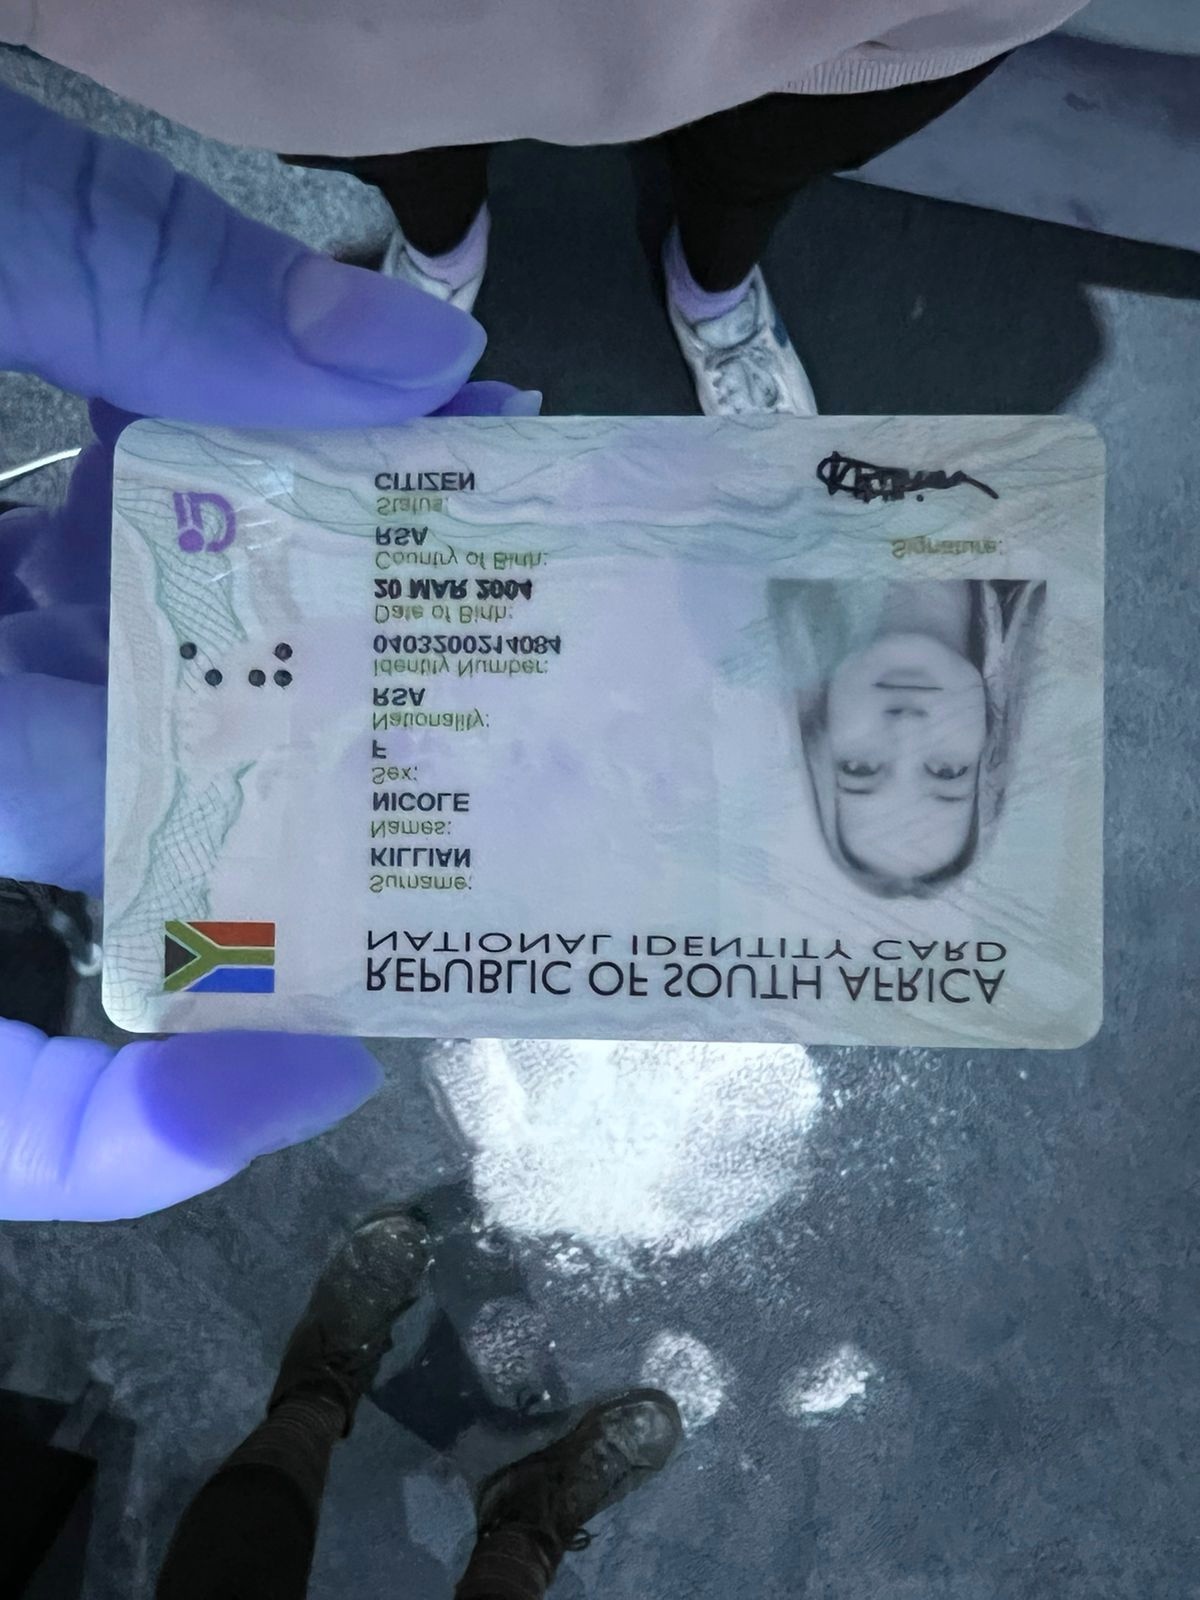 REPUBLIC OF SOUTH AFRICA
NATIONAL IDENTITY CARD
Surname:
KILLIAN
Names:
NICOLE
Sex:
F
Nationality:
RSA
Identity Number:
0403200214084
Date of Birth:
20 MAR 2004
Country of Birth:
RSA
Status:
CITIZEN
Signature:
iD